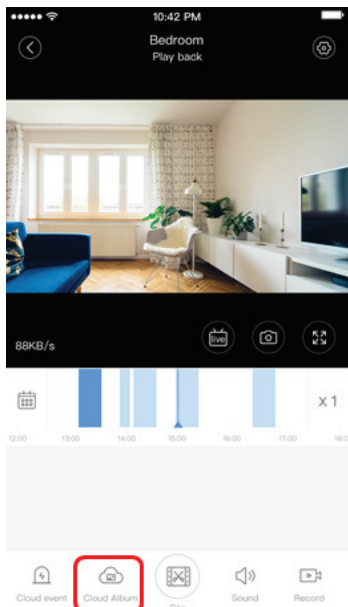 10:42 PM
Bedroom
Play back
live
88KB/s
X 1
12:00 13:00 14:00 15:00 16:00 17:00
Cloud event Cloud Album Sound Record